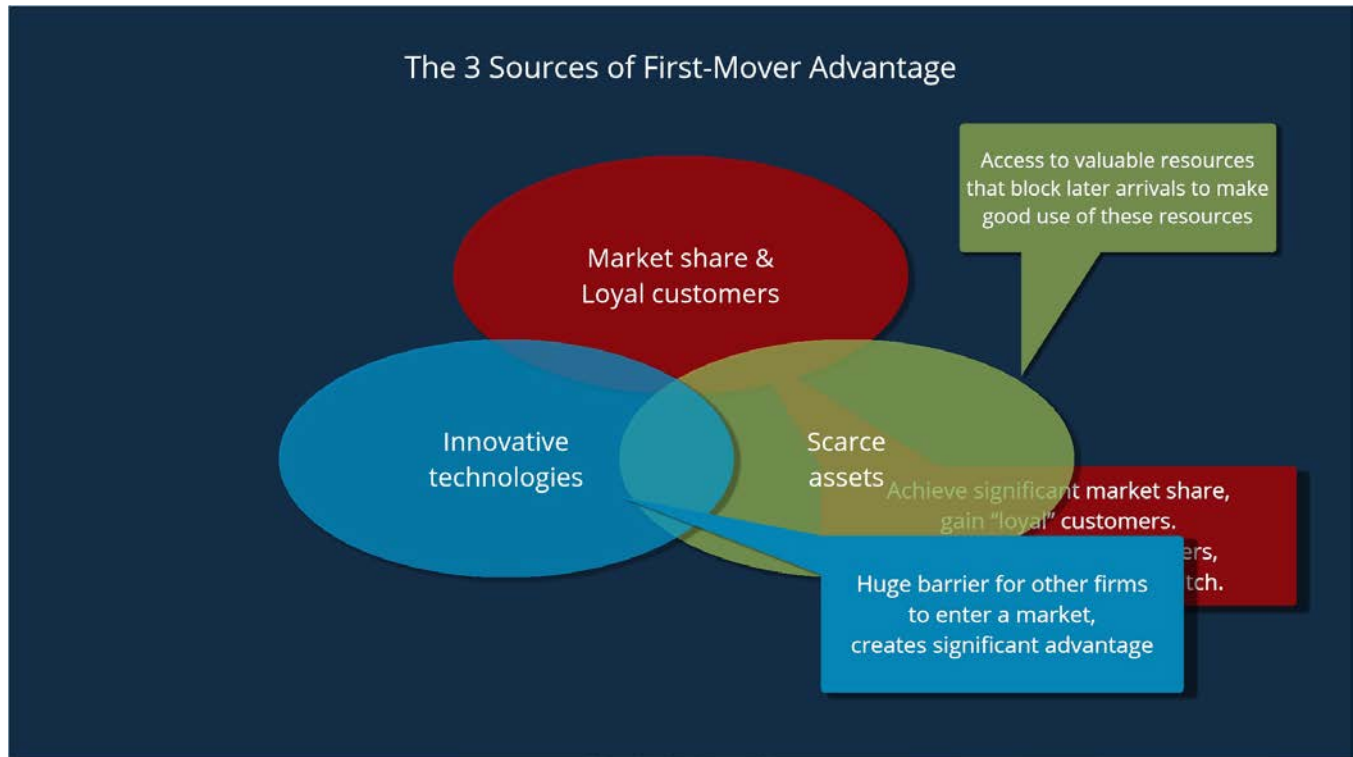 The 3 Sources of First-Mover Advantage
Access to valuable resources
that block later arrivals to make
good use of these resources
Market share &
Loyal customers
Innovative
technologies
Scarce
assets
Achieve significant market share,
gain “loyal” customers.
Huge barrier for other firms
to enter a market,
creates significant advantage